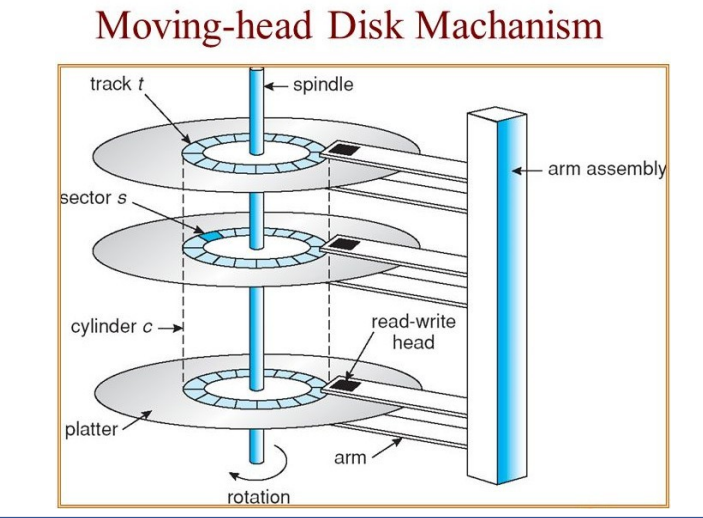 Moving-head Disk Machanism
track t
spindle
arm assembly
sector s
cylinder c
read-write
head
platter
arm
rotation